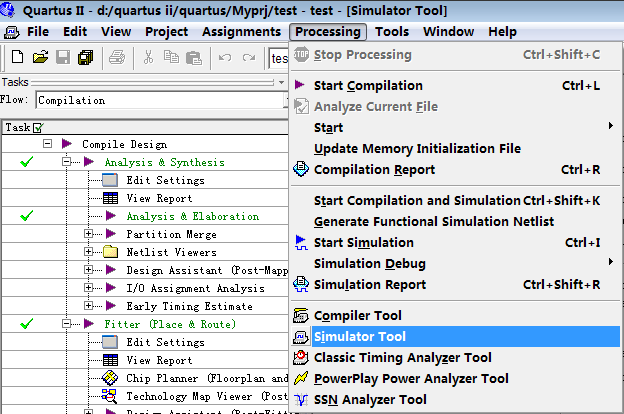 Quartus II - d:/quartus ii/quartus/Myprj/test - test - [Simulator Tool]
File Edit View Project Assignments Processing Tools Window Help
tes
Tasks
Flow: Compilation
Task
Compile Design
Analysis & Synthesis
Edit Settings
View Report
Analysis & Elaboration
Partition Merge
Netlist Viewers
Design Assistant (Post-Mapp
I/O Assignment Analysis
Early Timing Estimate
Fitter (Place & Route)
Edit Settings
View Report
Chip Planner (Floorplan and
Technology Map Viewer (Post
Stop Processing Ctrl+Shift+C
Start Compilation Ctrl+L
Analyze Current File
Start
Update Memory Initialization File
Compilation Report Ctrl+R
Start Compilation and Simulation Ctrl+Shift+K
Generate Functional Simulation Netlist
Start Simulation Ctrl+I
Simulation Debug
Simulation Report Ctrl+Shift+R
Compiler Tool
Simulator Tool
Classic Timing Analyzer Tool
PowerPlay Power Analyzer Tool
SSN Analyzer Tool